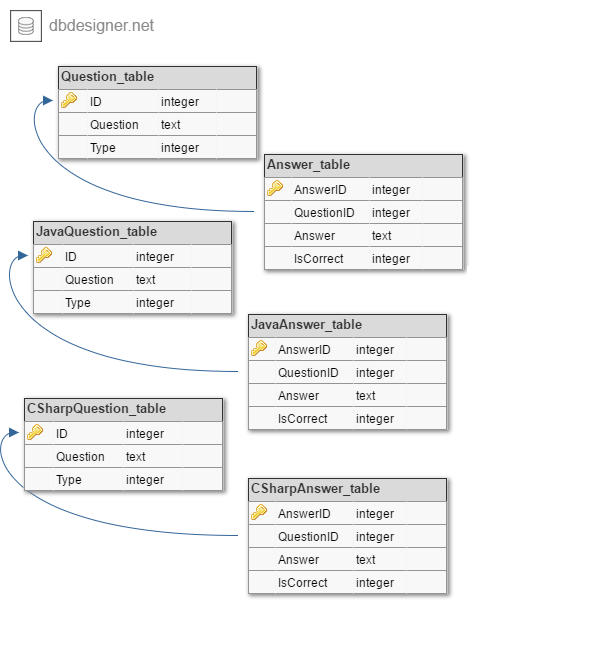 dbdesigner.net
Question_table
ID integer
Question text
Type integer
Answer_table
AnswerID integer
QuestionID integer
Answer text
IsCorrect integer
JavaQuestion_table
ID integer
Question text
Type integer
JavaAnswer_table
AnswerID integer
QuestionID integer
Answer text
IsCorrect integer
CSharpQuestion_table
ID integer
Question text
Type integer
CSharpAnswer_table
AnswerID integer
QuestionID integer
Answer text
IsCorrect integer